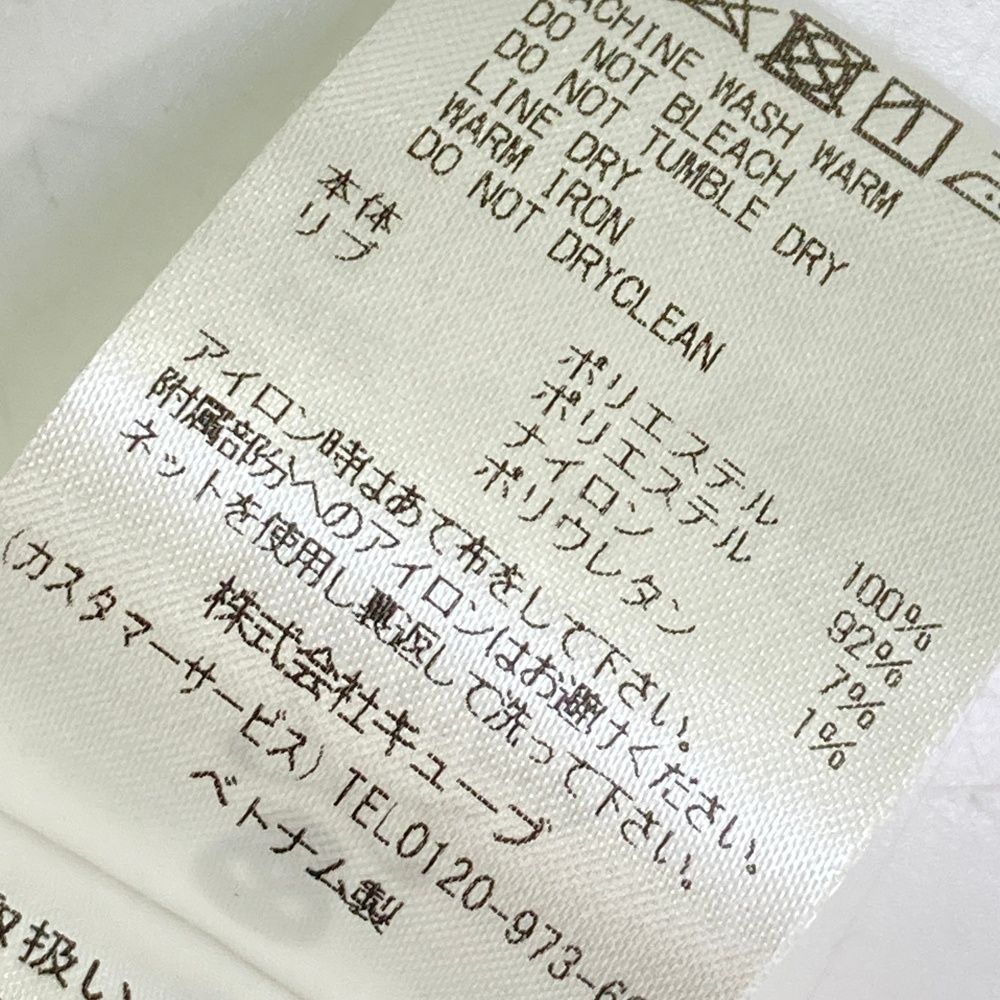 MACHINE WASH WARM
DO NOT BLEACH
DO NOT TUMBLE DRY
LINE DRY
WARM IRON
DO NOT DRYCLEAN
本体 ポリエステル 100%
リブ ポリエステル 92%
ナイロン 7%
ポリウレタン 1%
アイロン時はあて布をして下さい。
附属部分へのアイロンはお避けください。
ネットを使用し裏返して洗って下さい。
株式会社キューブ
(カスタマーサービス) TEL0120-973-6
ベトナム製
取扱い